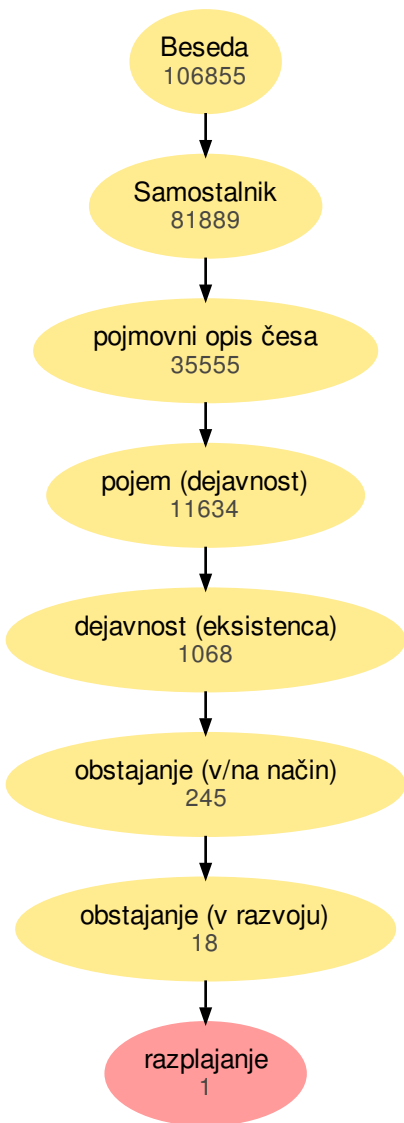 Beseda
106855
Samostalnik
81889
pojmovni opis česa
35555
pojem (dejavnost)
11634
dejavnost (eksistenca)
1068
obstajanje (v/na način)
245
obstajanje (v razvoju)
18
razplajanje
1